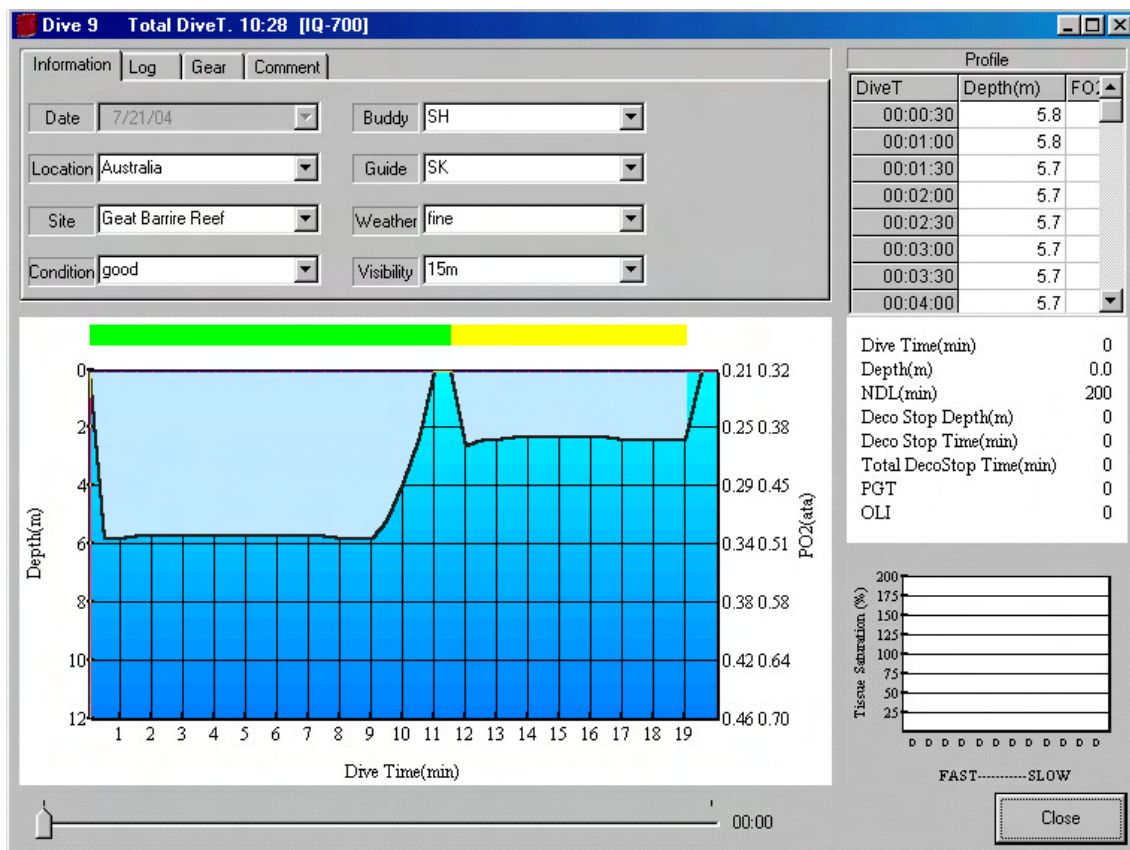 Dive 9 Total DiveT. 10:28 [IQ-700]
Information Log Gear Comment
Date 7/21/04 Buddy SH
Location Australia Guide SK
Site Geat Barrire Reef Weather fine
Condition good Visibility 15m
Profile
DiveT Depth(m) FO2
00:00:30 5.8
00:01:00 5.8
00:01:30 5.7
00:02:00 5.7
00:02:30 5.7
00:03:00 5.7
00:03:30 5.7
00:04:00 5.7
Depth(m)
0 0.21 0.32
2 0.25 0.38
4 0.29 0.45
6 0.34 0.51
8 0.38 0.58
10 0.42 0.64
12 0.46 0.70
PO2(ata)
1 2 3 4 5 6 7 8 9 10 11 12 13 14 15 16 17 18 19
Dive Time(min)
Dive Time(min) 0
Depth(m) 0.0
NDL(min) 200
Deco Stop Depth(m) 0
Deco Stop Time(min) 0
Total DecoStop Time(min) 0
PGT 0
OLI 0
Tissue Saturation (%)
200
175
150
125
100
75
50
25
D D D D D D D D D D D D D
FAST----------SLOW
00:00
Close